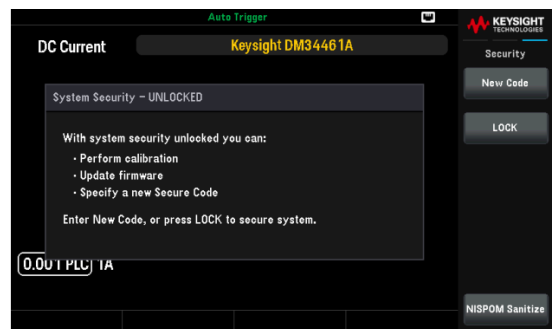 Auto Trigger
KEYSIGHT
TECHNOLOGIES
DC Current
Keysight DM34461A
Security
New Code
System Security - UNLOCKED
With system security unlocked you can:
LOCK
• Perform calibration
• Update firmware
• Specify a new Secure Code
Enter New Code, or press LOCK to secure system.
0.001 PLC 1A
NISPOM Sanitize